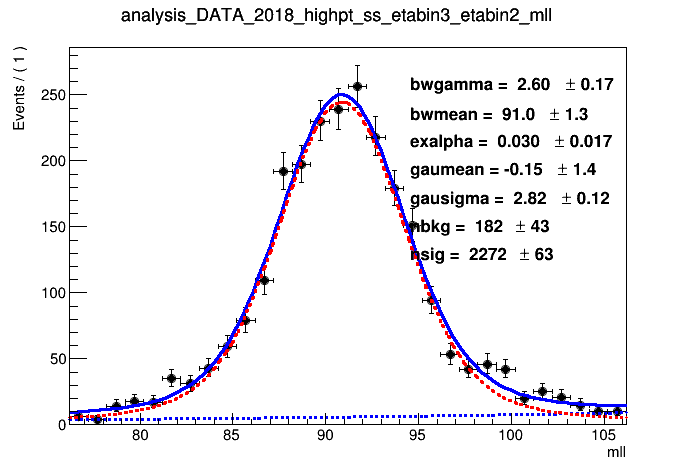 analysis_DATA_2018_highpt_ss_etabin3_etabin2_mll
Events / ( 1 )
250
200
150
100
50
0
bwgamma = 2.60 ± 0.17
bwmean = 91.0 ± 1.3
exalpha = 0.030 ± 0.017
gaumean = -0.15 ± 1.4
gausigma = 2.82 ± 0.12
nbkg = 182 ± 43
nsig = 2272 ± 63
80 85 90 95 100 105
mll